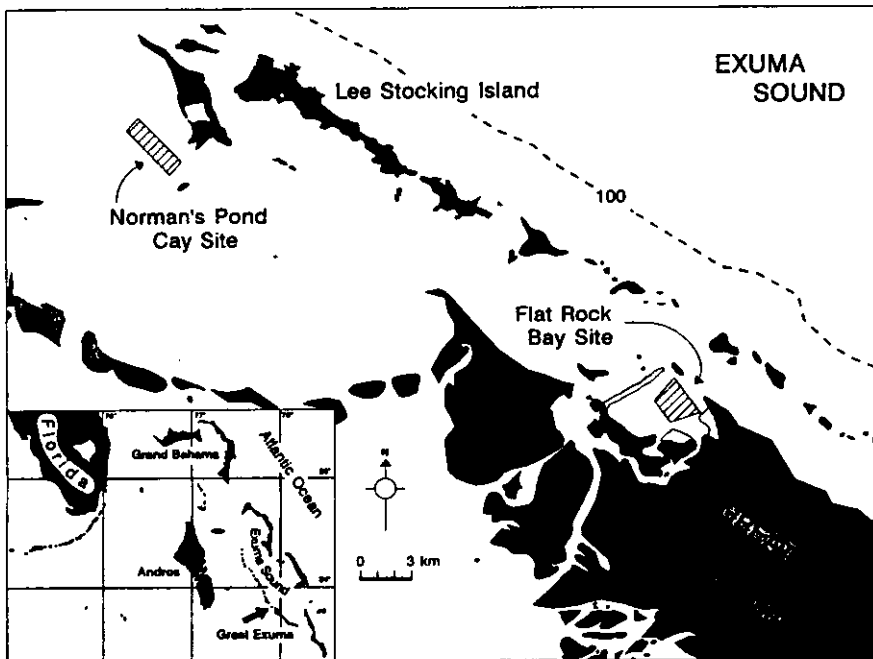 EXUMA
SOUND
Lee Stocking Island
100
Norman's Pond
Cay Site
Flat Rock
Bay Site
Florida
Grand Bahama
Atlantic Ocean
Exuma Sound
Andros
Great Exuma
N
0 3 km